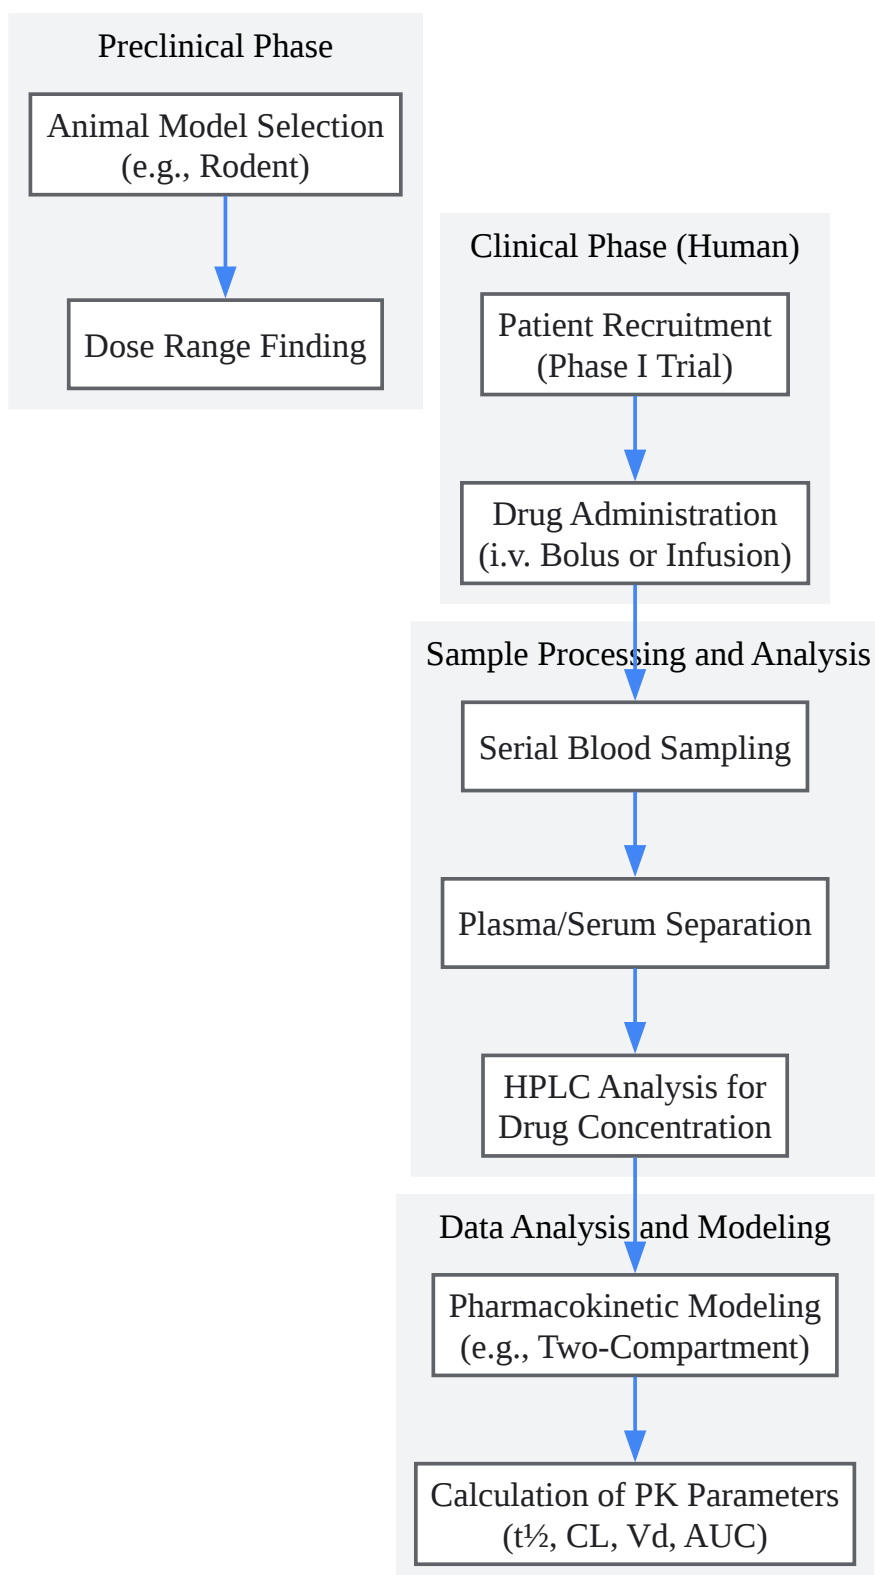 Preclinical Phase
Animal Model Selection
(e.g., Rodent)
Dose Range Finding
Clinical Phase (Human)
Patient Recruitment
(Phase I Trial)
Drug Administration
(i.v. Bolus or Infusion)
Sample Processing and Analysis
Serial Blood Sampling
Plasma/Serum Separation
HPLC Analysis for
Drug Concentration
Data Analysis and Modeling
Pharmacokinetic Modeling
(e.g., Two-Compartment)
Calculation of PK Parameters
(t½, CL, Vd, AUC)